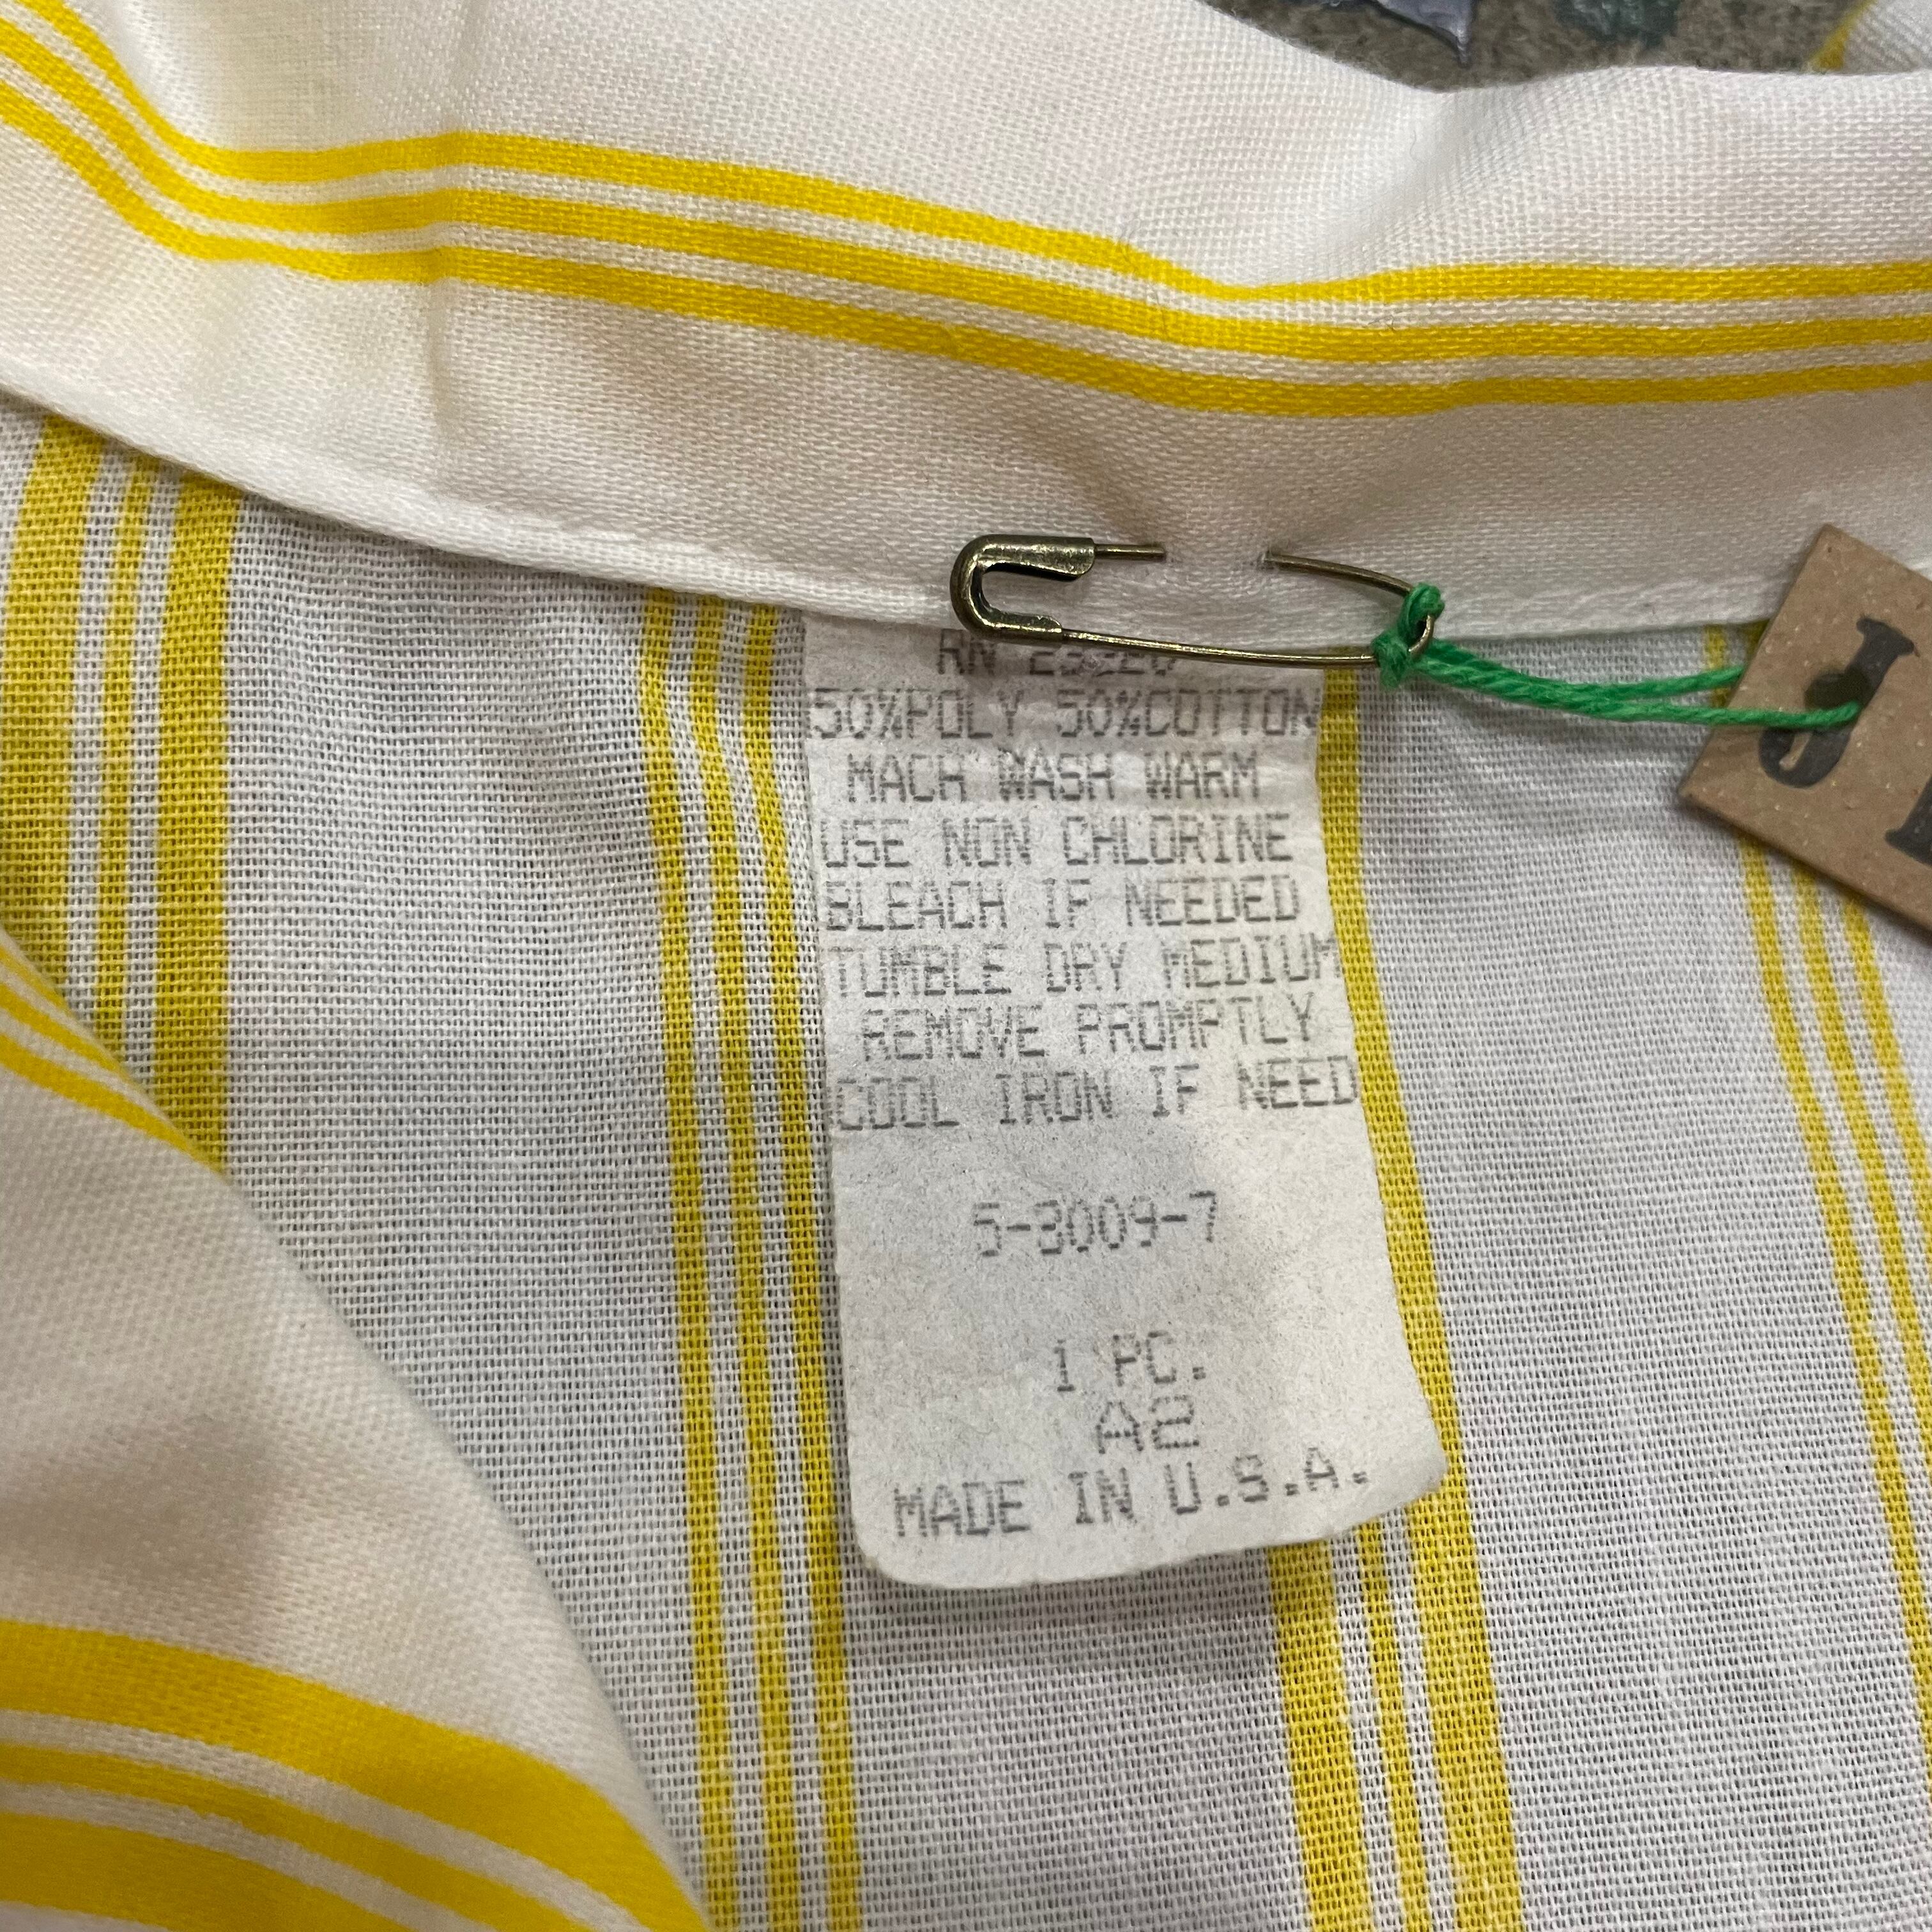 RN
50%POLY 50%COTTON
MACH WASH WARM
USE NON CHLORINE
BLEACH IF NEEDED
TUMBLE DRY MEDIUM
REMOVE PROMPTLY
COOL IRON IF NEED
5-3009-7
1 PC.
A2
MADE IN U.S.A.
J